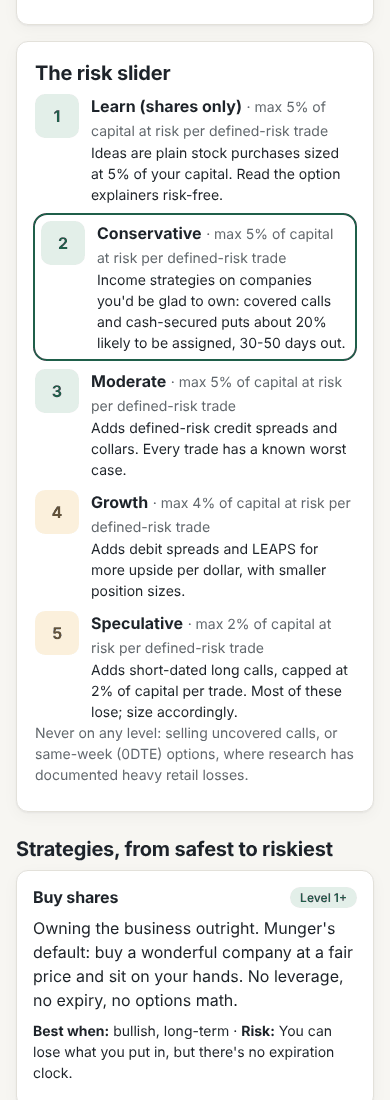 The risk slider
1
Learn (shares only) · max 5% of
capital at risk per defined-risk trade
Ideas are plain stock purchases sized
at 5% of your capital. Read the option
explainers risk-free.
2
Conservative · max 5% of capital
at risk per defined-risk trade
Income strategies on companies
you'd be glad to own: covered calls
and cash-secured puts about 20%
likely to be assigned, 30-50 days out.
3
Moderate · max 5% of capital at risk
per defined-risk trade
Adds defined-risk credit spreads and
collars. Every trade has a known worst
case.
4
Growth · max 4% of capital at risk per
defined-risk trade
Adds debit spreads and LEAPS for
more upside per dollar, with smaller
position sizes.
5
Speculative · max 2% of capital at
risk per defined-risk trade
Adds short-dated long calls, capped at
2% of capital per trade. Most of these
lose; size accordingly.
Never on any level: selling uncovered calls, or
same-week (0DTE) options, where research has
documented heavy retail losses.
Strategies, from safest to riskiest
Buy shares
Level 1+
Owning the business outright. Munger's
default: buy a wonderful company at a fair
price and sit on your hands. No leverage,
no expiry, no options math.
Best when: bullish, long-term · Risk: You can
lose what you put in, but there's no expiration
clock.